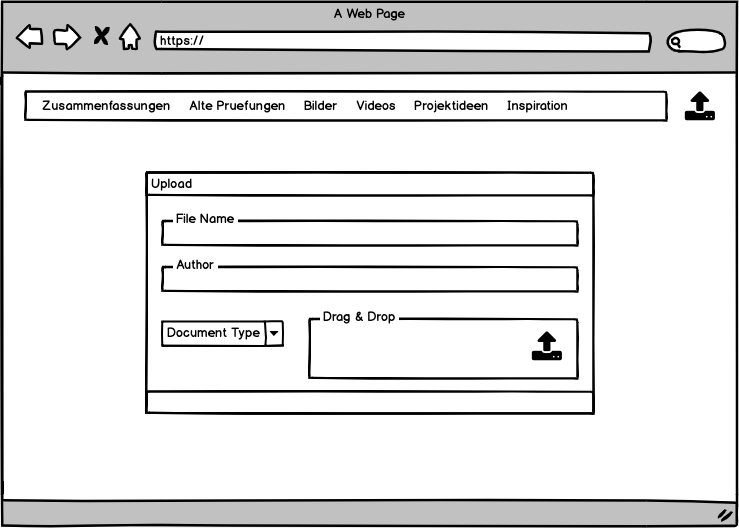 A Web Page
https://
Zusammenfassungen Alte Pruefungen Bilder Videos Projektideen Inspiration
Upload
File Name
Author
Document Type
Drag & Drop